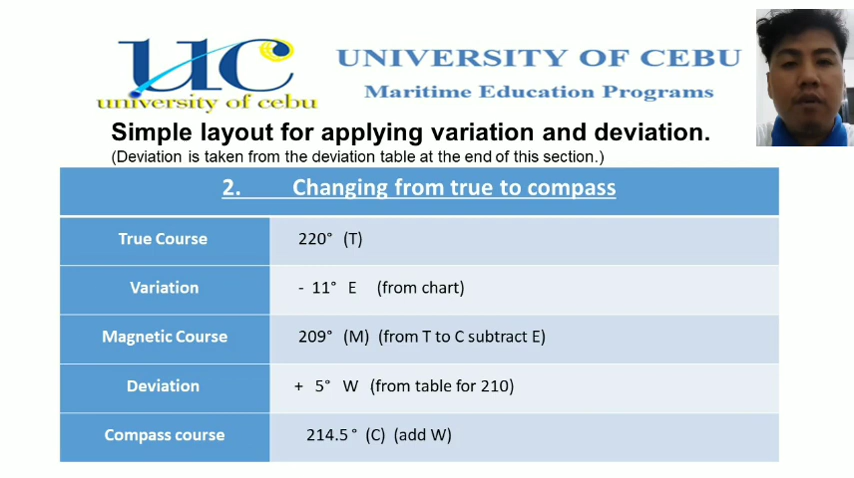 UC
university of cebu
UNIVERSITY OF CEBU
Maritime Education Programs
Simple layout for applying variation and deviation.
(Deviation is taken from the deviation table at the end of this section.)
2. Changing from true to compass
True Course 220° (T)
Variation - 11° E (from chart)
Magnetic Course 209° (M) (from T to C subtract E)
Deviation + 5° W (from table for 210)
Compass course 214.5° (C) (add W)